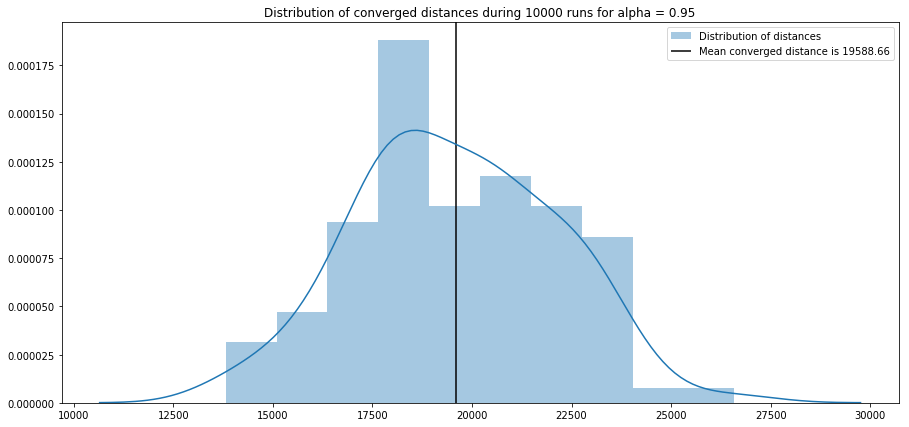 Distribution of converged distances during 10000 runs for alpha = 0.95
Distribution of distances
Mean converged distance is 19588.66
0.000175
0.000150
0.000125
0.000100
0.000075
0.000050
0.000025
0.000000
10000 12500 15000 17500 20000 22500 25000 27500 30000